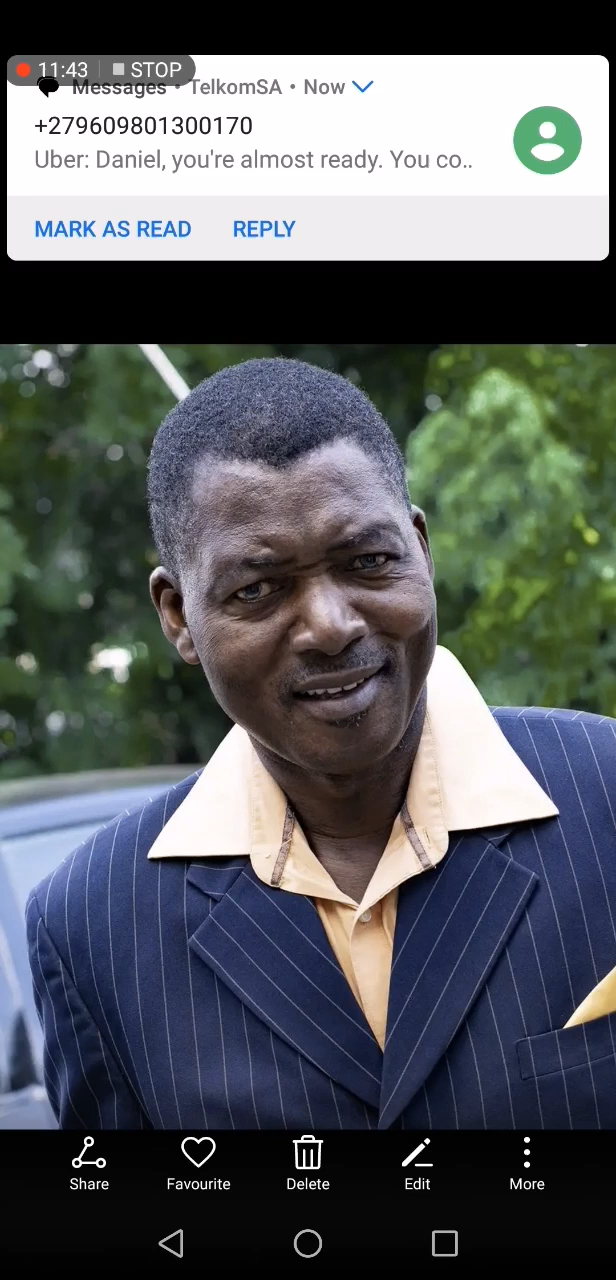 11:43 STOP
Messages • TelkomSA • Now
+279609801300170
Uber: Daniel, you're almost ready. You co..
MARK AS READ REPLY
Share Favourite Delete Edit More